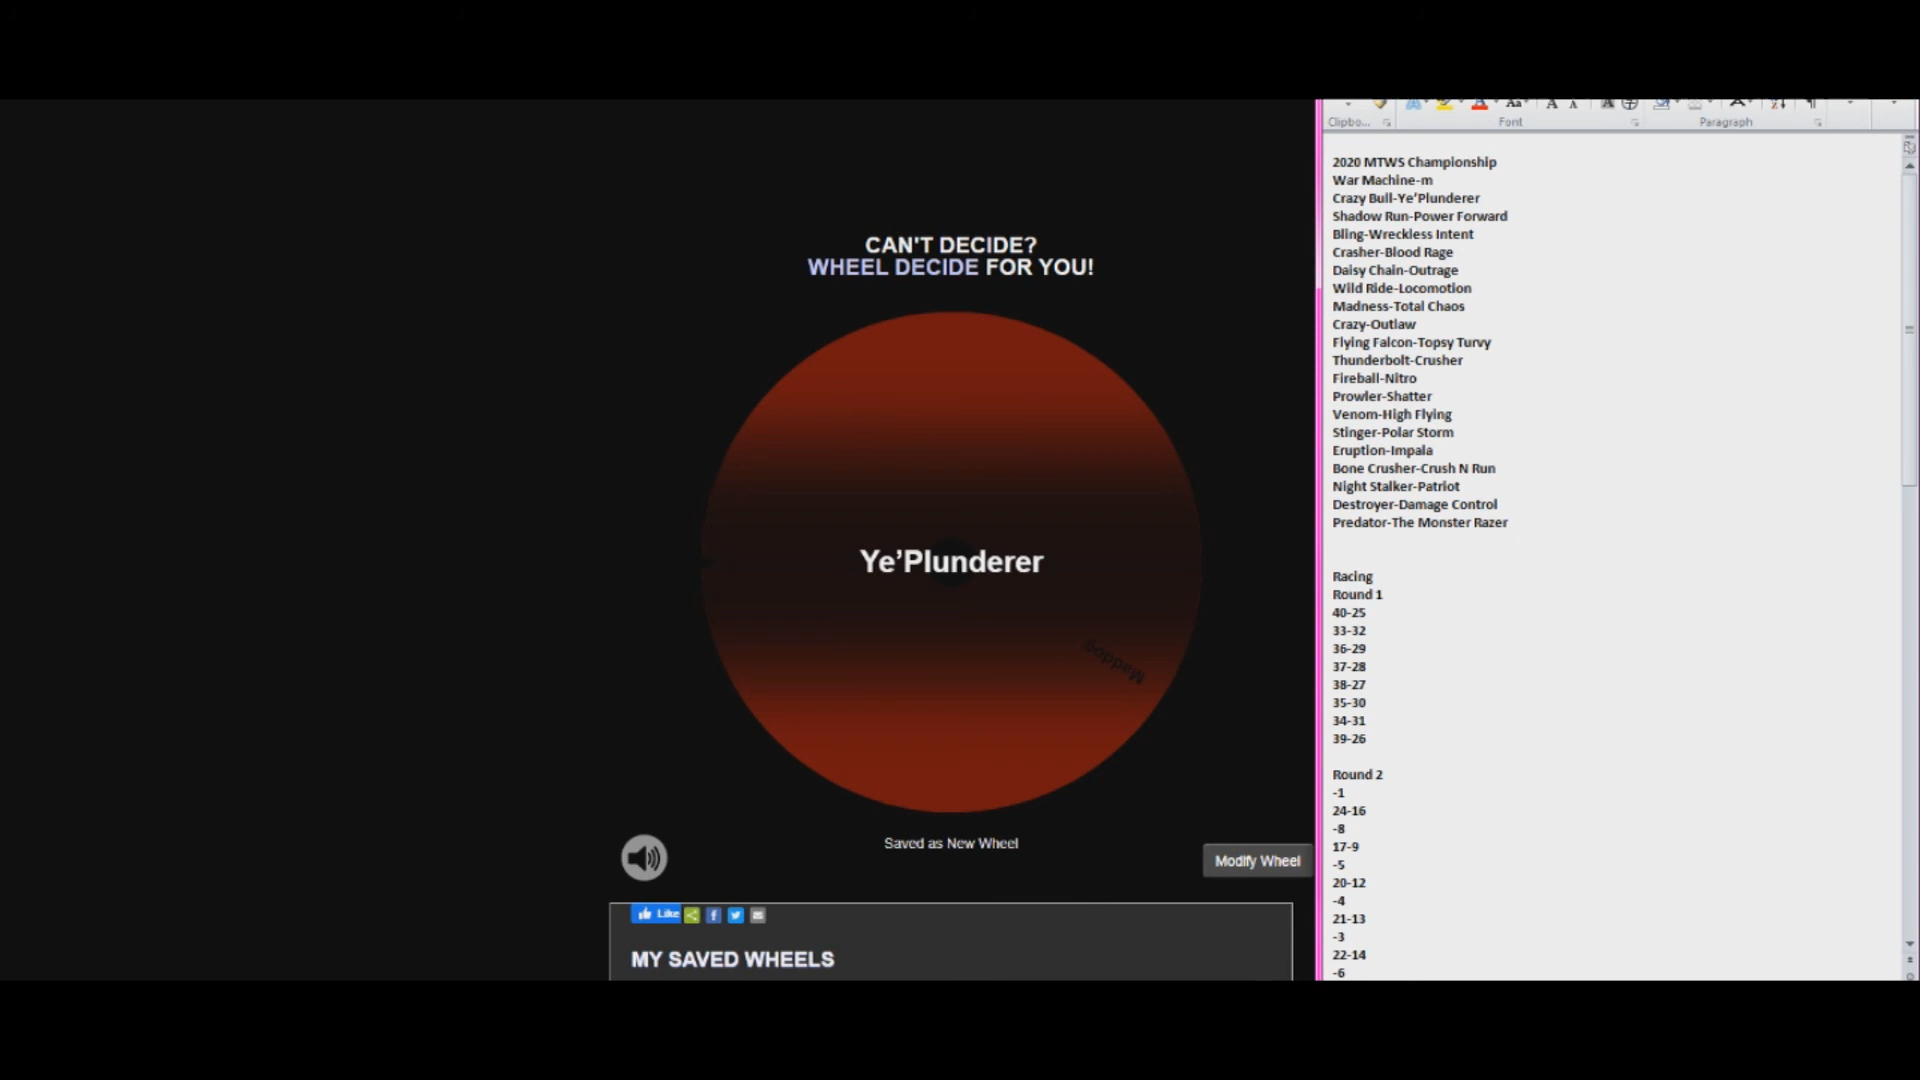 CAN'T DECIDE?
WHEEL DECIDE FOR YOU!
Ye’Plunderer
Maddog
Saved as New Wheel
Modify Wheel
Like
MY SAVED WHEELS
Clipbo...
Font
Paragraph
2020 MTWS Championship
War Machine-m
Crazy Bull-Ye’Plunderer
Shadow Run-Power Forward
Bling-Wreckless Intent
Crasher-Blood Rage
Daisy Chain-Outrage
Wild Ride-Locomotion
Madness-Total Chaos
Crazy-Outlaw
Flying Falcon-Topsy Turvy
Thunderbolt-Crusher
Fireball-Nitro
Prowler-Shatter
Venom-High Flying
Stinger-Polar Storm
Eruption-Impala
Bone Crusher-Crush N Run
Night Stalker-Patriot
Destroyer-Damage Control
Predator-The Monster Razer
Racing
Round 1
40-25
33-32
36-29
37-28
38-27
35-30
34-31
39-26
Round 2
-1
24-16
-8
17-9
-5
20-12
-4
21-13
-3
22-14
-6